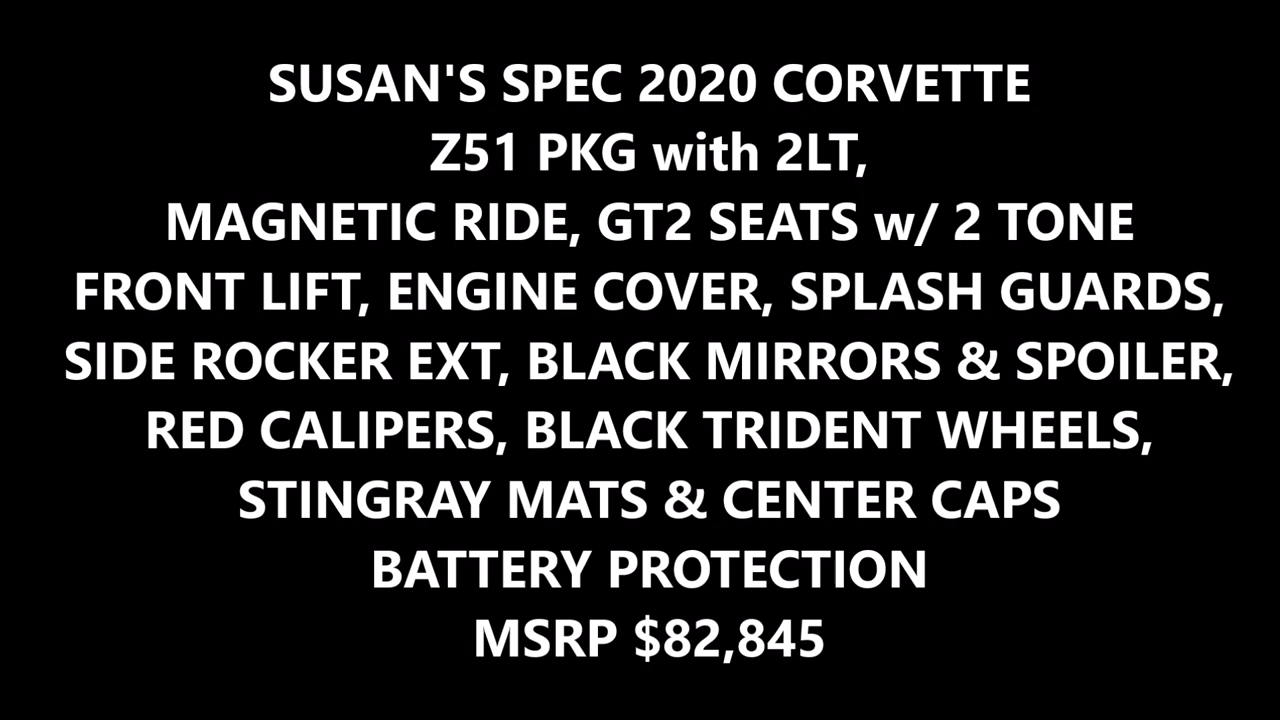 SUSAN'S SPEC 2020 CORVETTE
Z51 PKG with 2LT,
MAGNETIC RIDE, GT2 SEATS w/ 2 TONE
FRONT LIFT, ENGINE COVER, SPLASH GUARDS,
SIDE ROCKER EXT, BLACK MIRRORS & SPOILER,
RED CALIPERS, BLACK TRIDENT WHEELS,
STINGRAY MATS & CENTER CAPS
BATTERY PROTECTION
MSRP $82,845